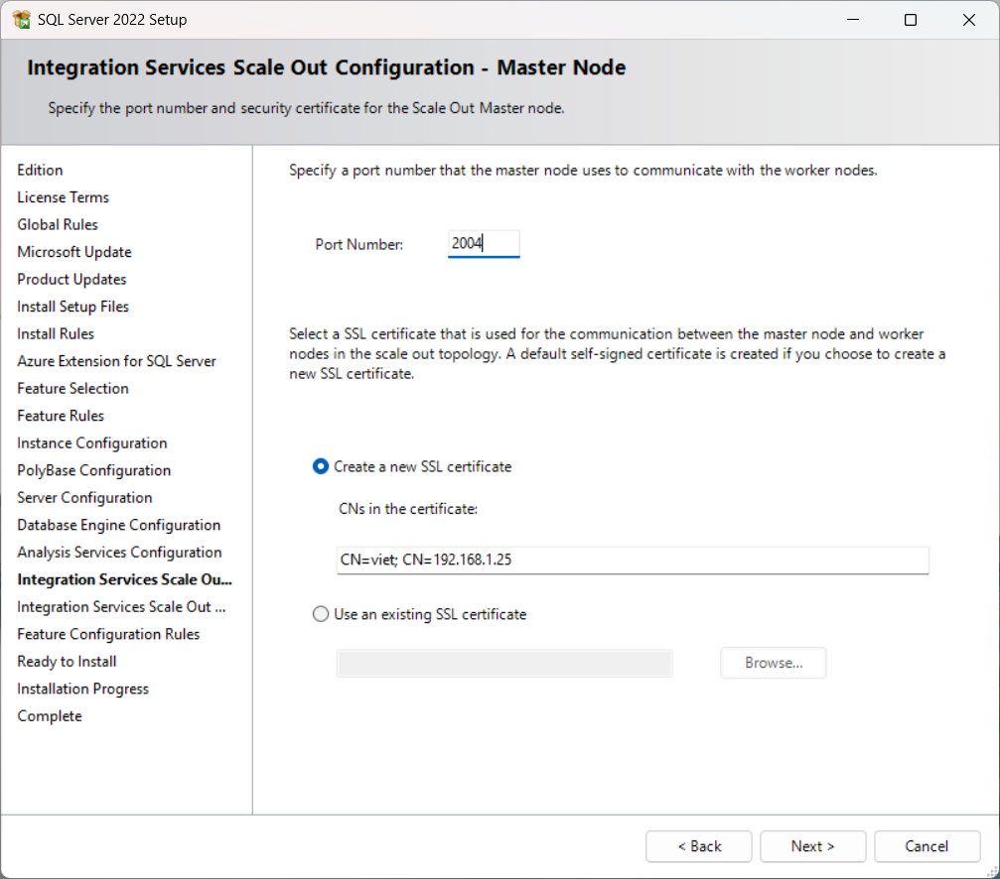 SQL Server 2022 Setup
Integration Services Scale Out Configuration - Master Node
Specify the port number and security certificate for the Scale Out Master node.
Edition
License Terms
Global Rules
Microsoft Update
Product Updates
Install Setup Files
Install Rules
Azure Extension for SQL Server
Feature Selection
Feature Rules
Instance Configuration
PolyBase Configuration
Server Configuration
Database Engine Configuration
Analysis Services Configuration
Integration Services Scale Ou...
Integration Services Scale Out ...
Feature Configuration Rules
Ready to Install
Installation Progress
Complete
Specify a port number that the master node uses to communicate with the worker nodes.
Port Number: 2004
Select a SSL certificate that is used for the communication between the master node and worker
nodes in the scale out topology. A default self-signed certificate is created if you choose to create a
new SSL certificate.
Create a new SSL certificate
CNs in the certificate:
CN=viet; CN=192.168.1.25
Use an existing SSL certificate
Browse...
< Back Next > Cancel